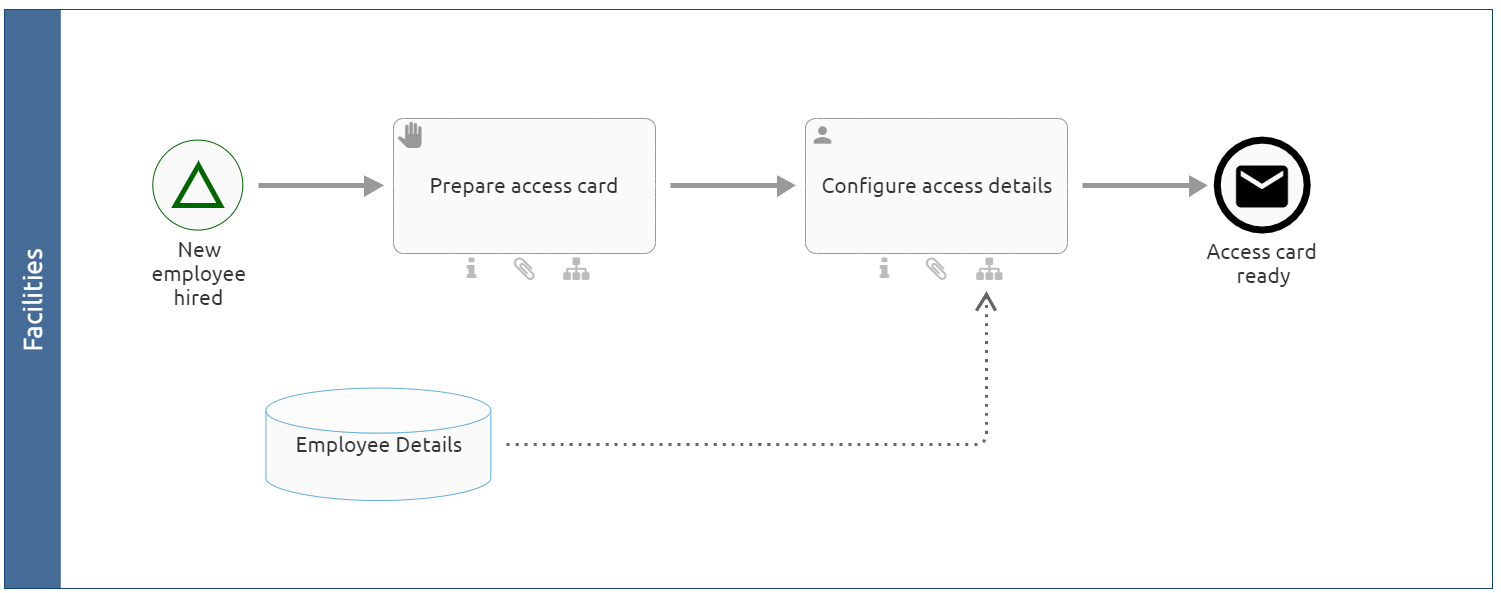 Facilities
New
employee
hired
Prepare access card
Configure access details
Access card
ready
Employee Details